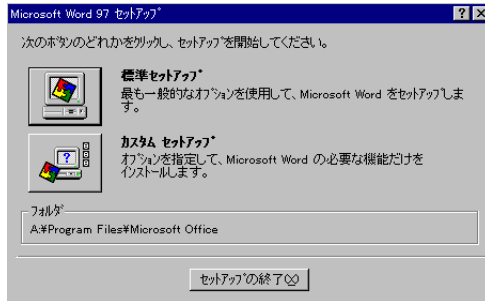 Microsoft Word 97 ｾｯﾄｱｯﾌﾟ
次のﾎﾞﾀﾝのどれかをｸﾘｯｸし、ｾｯﾄｱｯﾌﾟを開始してください。
標準ｾｯﾄｱｯﾌﾟ
最も一般的なｵﾌﾟｼｮﾝを使用して、Microsoft Word をｾｯﾄｱｯﾌﾟしま
す。
ｶｽﾀﾑ ｾｯﾄｱｯﾌﾟ
ｵﾌﾟｼｮﾝを指定して、Microsoft Word の必要な機能だけを
ｲﾝｽﾄｰﾙします。
ﾌｫﾙﾀﾞ
A:¥Program Files¥Microsoft Office
ｾｯﾄｱｯﾌﾟの終了(X)